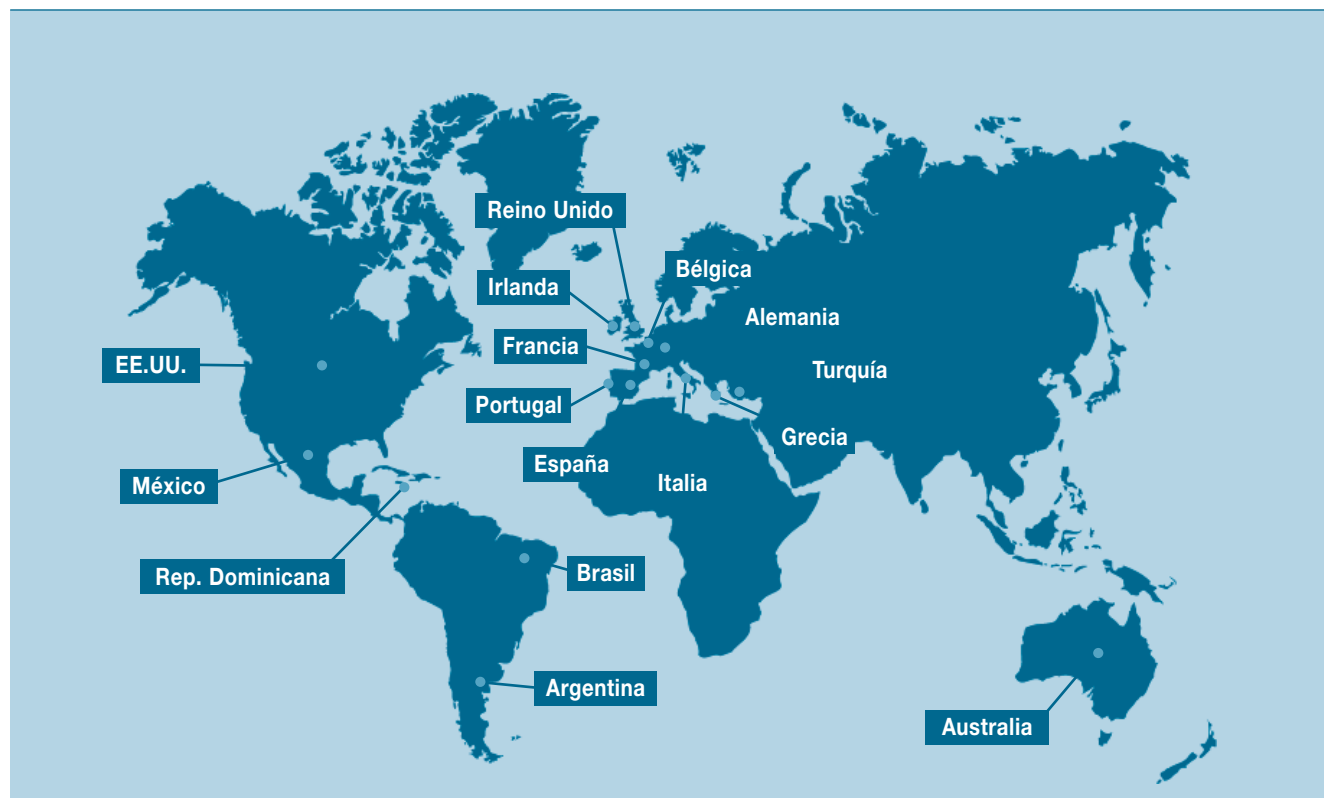 Reino Unido
Bélgica
Irlanda
Alemania
Francia
EE.UU.
Turquía
Portugal
Grecia
España
Italia
México
Rep. Dominicana
Brasil
Argentina
Australia